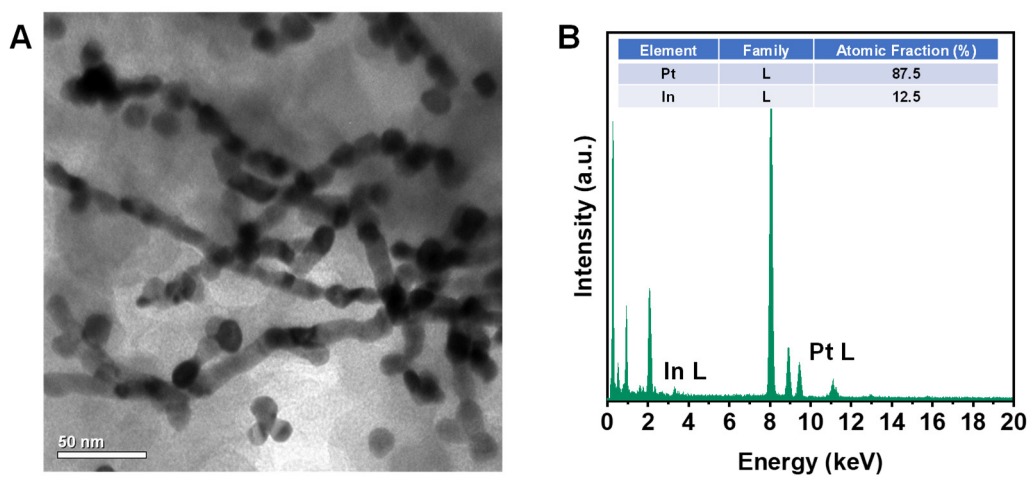 A
50 nm
B
Element Family Atomic Fraction (%)
Pt L 87.5
In L 12.5
Intensity (a.u.)
In L
Pt L
0 2 4 6 8 10 12 14 16 18 20
Energy (keV)